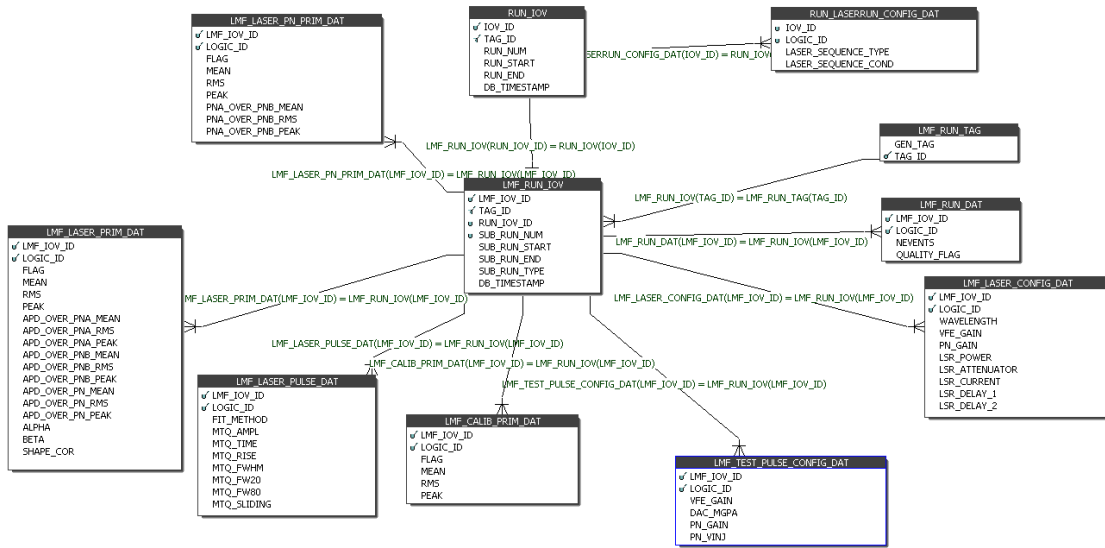 LMF_LASER_PN_PRIM_DAT
LMF_IOV_ID
LOGIC_ID
FLAG
MEAN
RMS
PEAK
PNA_OVER_PNB_MEAN
PNA_OVER_PNB_RMS
PNA_OVER_PNB_PEAK
RUN_IOV
IOV_ID
TAG_ID
RUN_NUM
RUN_START
RUN_END
DB_TIMESTAMP
SERRUN_CONFIG_DAT(IOV_ID) = RUN_IOV(
RUN_LASERRUN_CONFIG_DAT
IOV_ID
LOGIC_ID
LASER_SEQUENCE_TYPE
LASER_SEQUENCE_COND
LMF_RUN_IOV(RUN_IOV_ID) = RUN_IOV(IOV_ID)
LMF_LASER_PN_PRIM_DAT(LMF_IOV_ID) = LMF_RUN_IOV(LMF_IOV_ID)
LMF_RUN_TAG
GEN_TAG
TAG_ID
LMF_RUN_IOV(TAG_ID) = LMF_RUN_TAG(TAG_ID)
LMF_RUN_IOV
LMF_IOV_ID
TAG_ID
RUN_IOV_ID
SUB_RUN_NUM
SUB_RUN_START
SUB_RUN_END
SUB_RUN_TYPE
DB_TIMESTAMP
LMF_RUN_DAT
LMF_IOV_ID
LOGIC_ID
NEVENTS
QUALITY_FLAG
LMF_RUN_DAT(LMF_IOV_ID) = LMF_RUN_IOV(LMF_IOV_ID)
LMF_LASER_PRIM_DAT
LMF_IOV_ID
LOGIC_ID
FLAG
MEAN
RMS
PEAK
APD_OVER_PNA_MEAN
APD_OVER_PNA_RMS
APD_OVER_PNA_PEAK
APD_OVER_PNB_MEAN
APD_OVER_PNB_RMS
APD_OVER_PNB_PEAK
APD_OVER_PN_MEAN
APD_OVER_PN_RMS
APD_OVER_PN_PEAK
ALPHA
BETA
SHAPE_COR
MF_LASER_PRIM_DAT(LMF_IOV_ID) = LMF_RUN_IOV(LMF_IOV_ID)
LMF_LASER_CONFIG_DAT(LMF_IOV_ID) = LMF_RUN_IOV(LMF_IOV_ID)
LMF_LASER_CONFIG_DAT
LMF_IOV_ID
LOGIC_ID
WAVELENGTH
VFE_GAIN
PN_GAIN
LSR_POWER
LSR_ATTENUATOR
LSR_CURRENT
LSR_DELAY_1
LSR_DELAY_2
LMF_LASER_PULSE_DAT(LMF_IOV_ID) = LMF_RUN_IOV(LMF_IOV_ID)
LMF_CALIB_PRIM_DAT(LMF_IOV_ID) = LMF_RUN_IOV(LMF_IOV_ID)
LMF_TEST_PULSE_CONFIG_DAT(LMF_IOV_ID) = LMF_RUN_IOV(LMF_IOV_ID)
LMF_LASER_PULSE_DAT
LMF_IOV_ID
LOGIC_ID
FIT_METHOD
MTQ_AMPL
MTQ_TIME
MTQ_RISE
MTQ_FWHM
MTQ_FW20
MTQ_FW80
MTQ_SLIDING
LMF_CALIB_PRIM_DAT
LMF_IOV_ID
LOGIC_ID
FLAG
MEAN
RMS
PEAK
LMF_TEST_PULSE_CONFIG_DAT
LMF_IOV_ID
LOGIC_ID
VFE_GAIN
DAC_MGPA
PN_GAIN
PN_VINJ